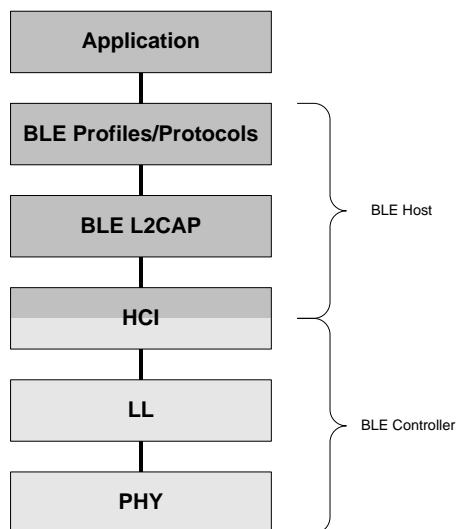 Application
BLE Profiles/Protocols
BLE L2CAP
BLE Host
HCI
LL
BLE Controller
PHY